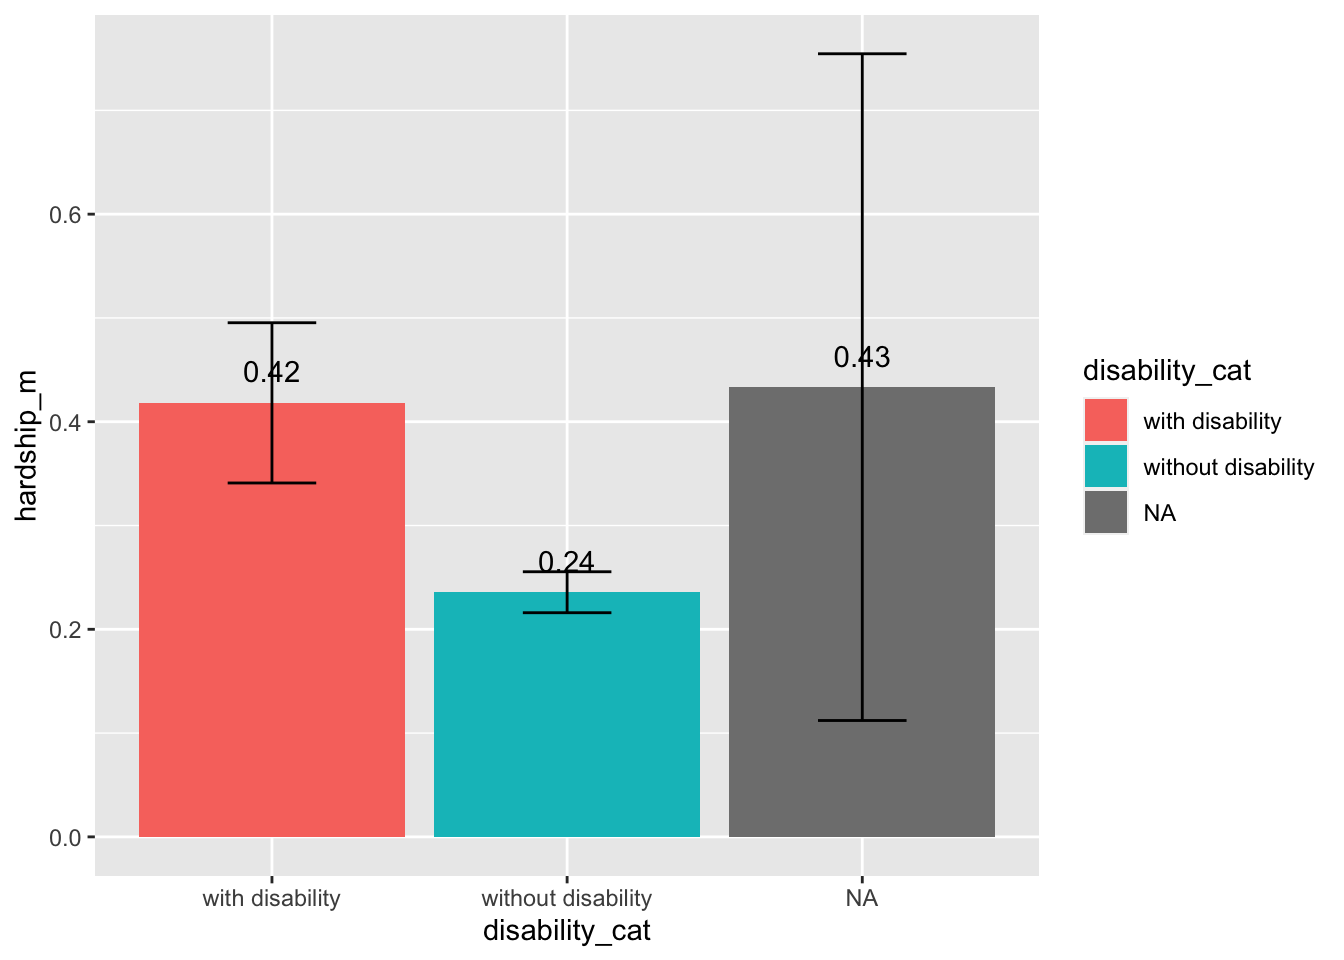 hardship_m
0.6
0.4
0.2
0.0
0.42
0.24
0.43
with disability
without disability
NA
disability_cat
disability_cat
with disability
without disability
NA